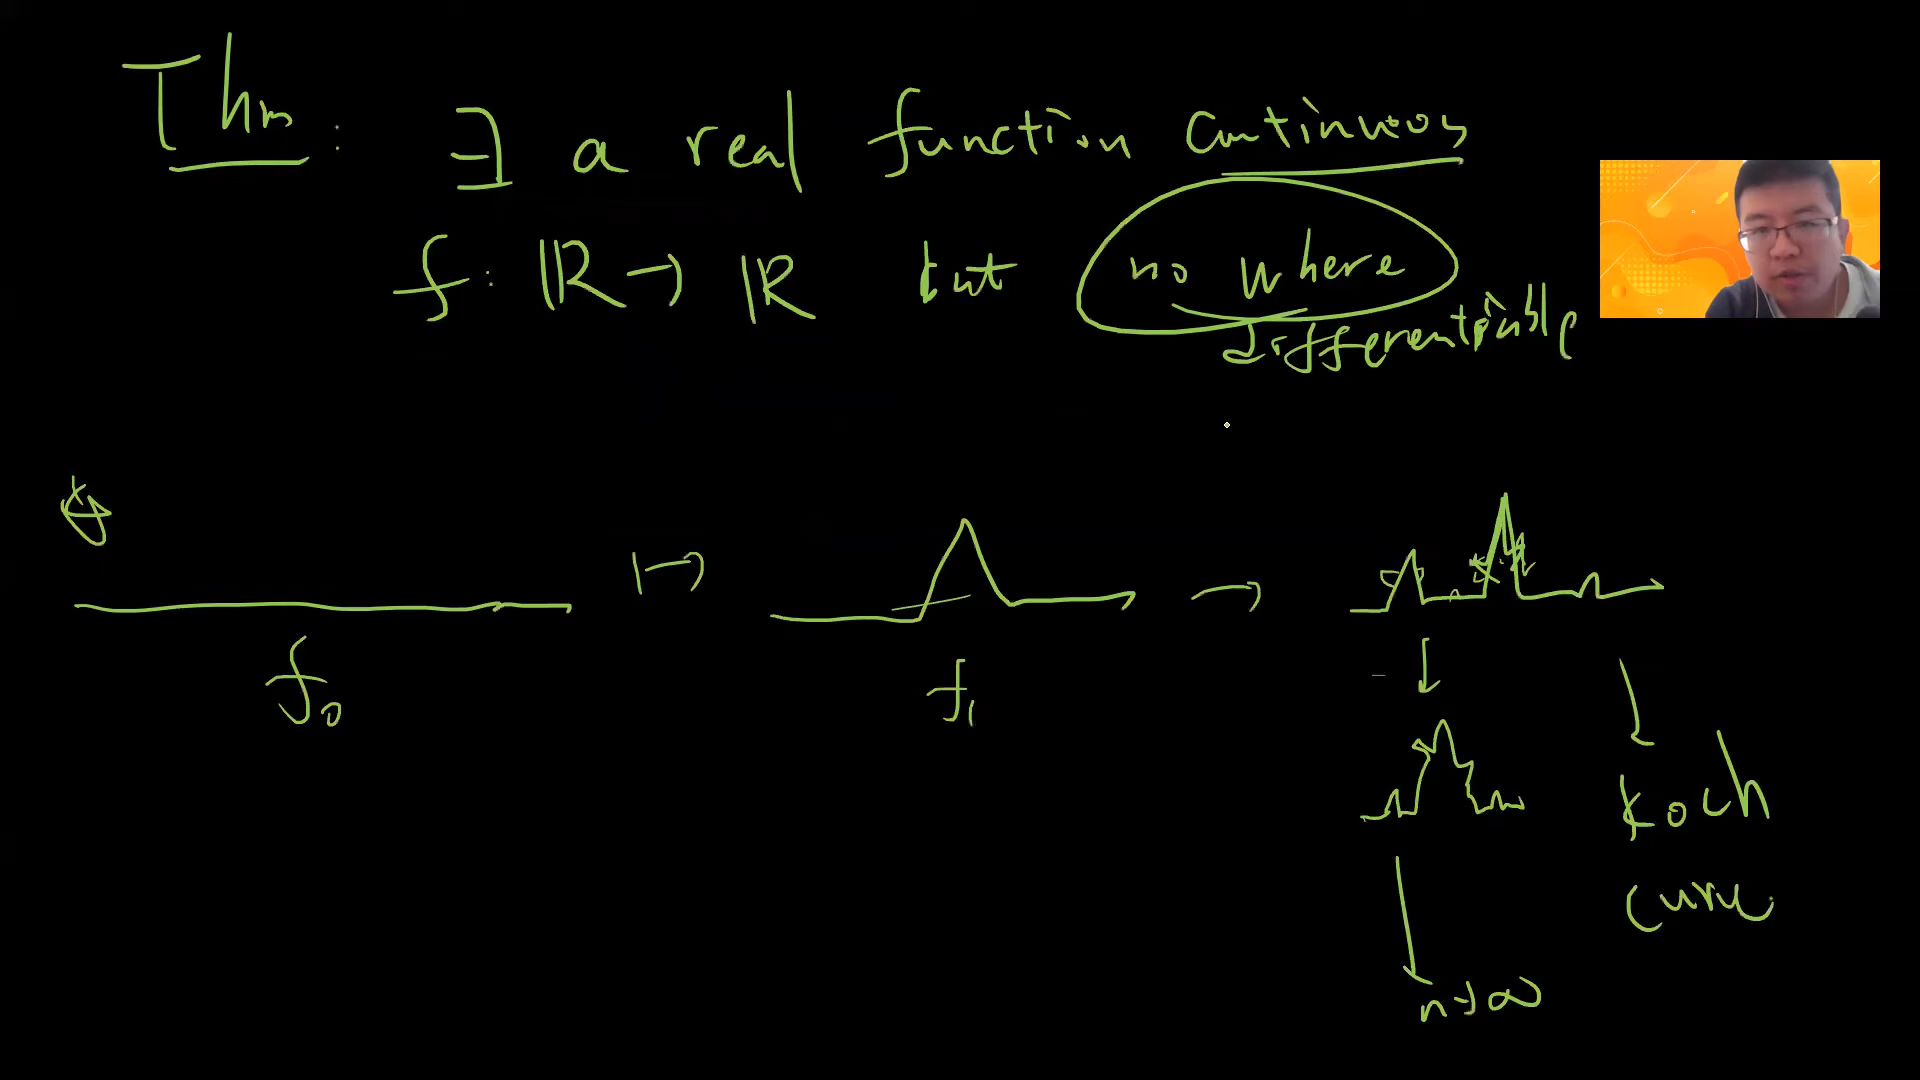 Thm: ∃ a real function continuous
f: ℝ → ℝ but no where
differentiable
↦ →
f₀ f₁
↓
Koch
curve
n→∞